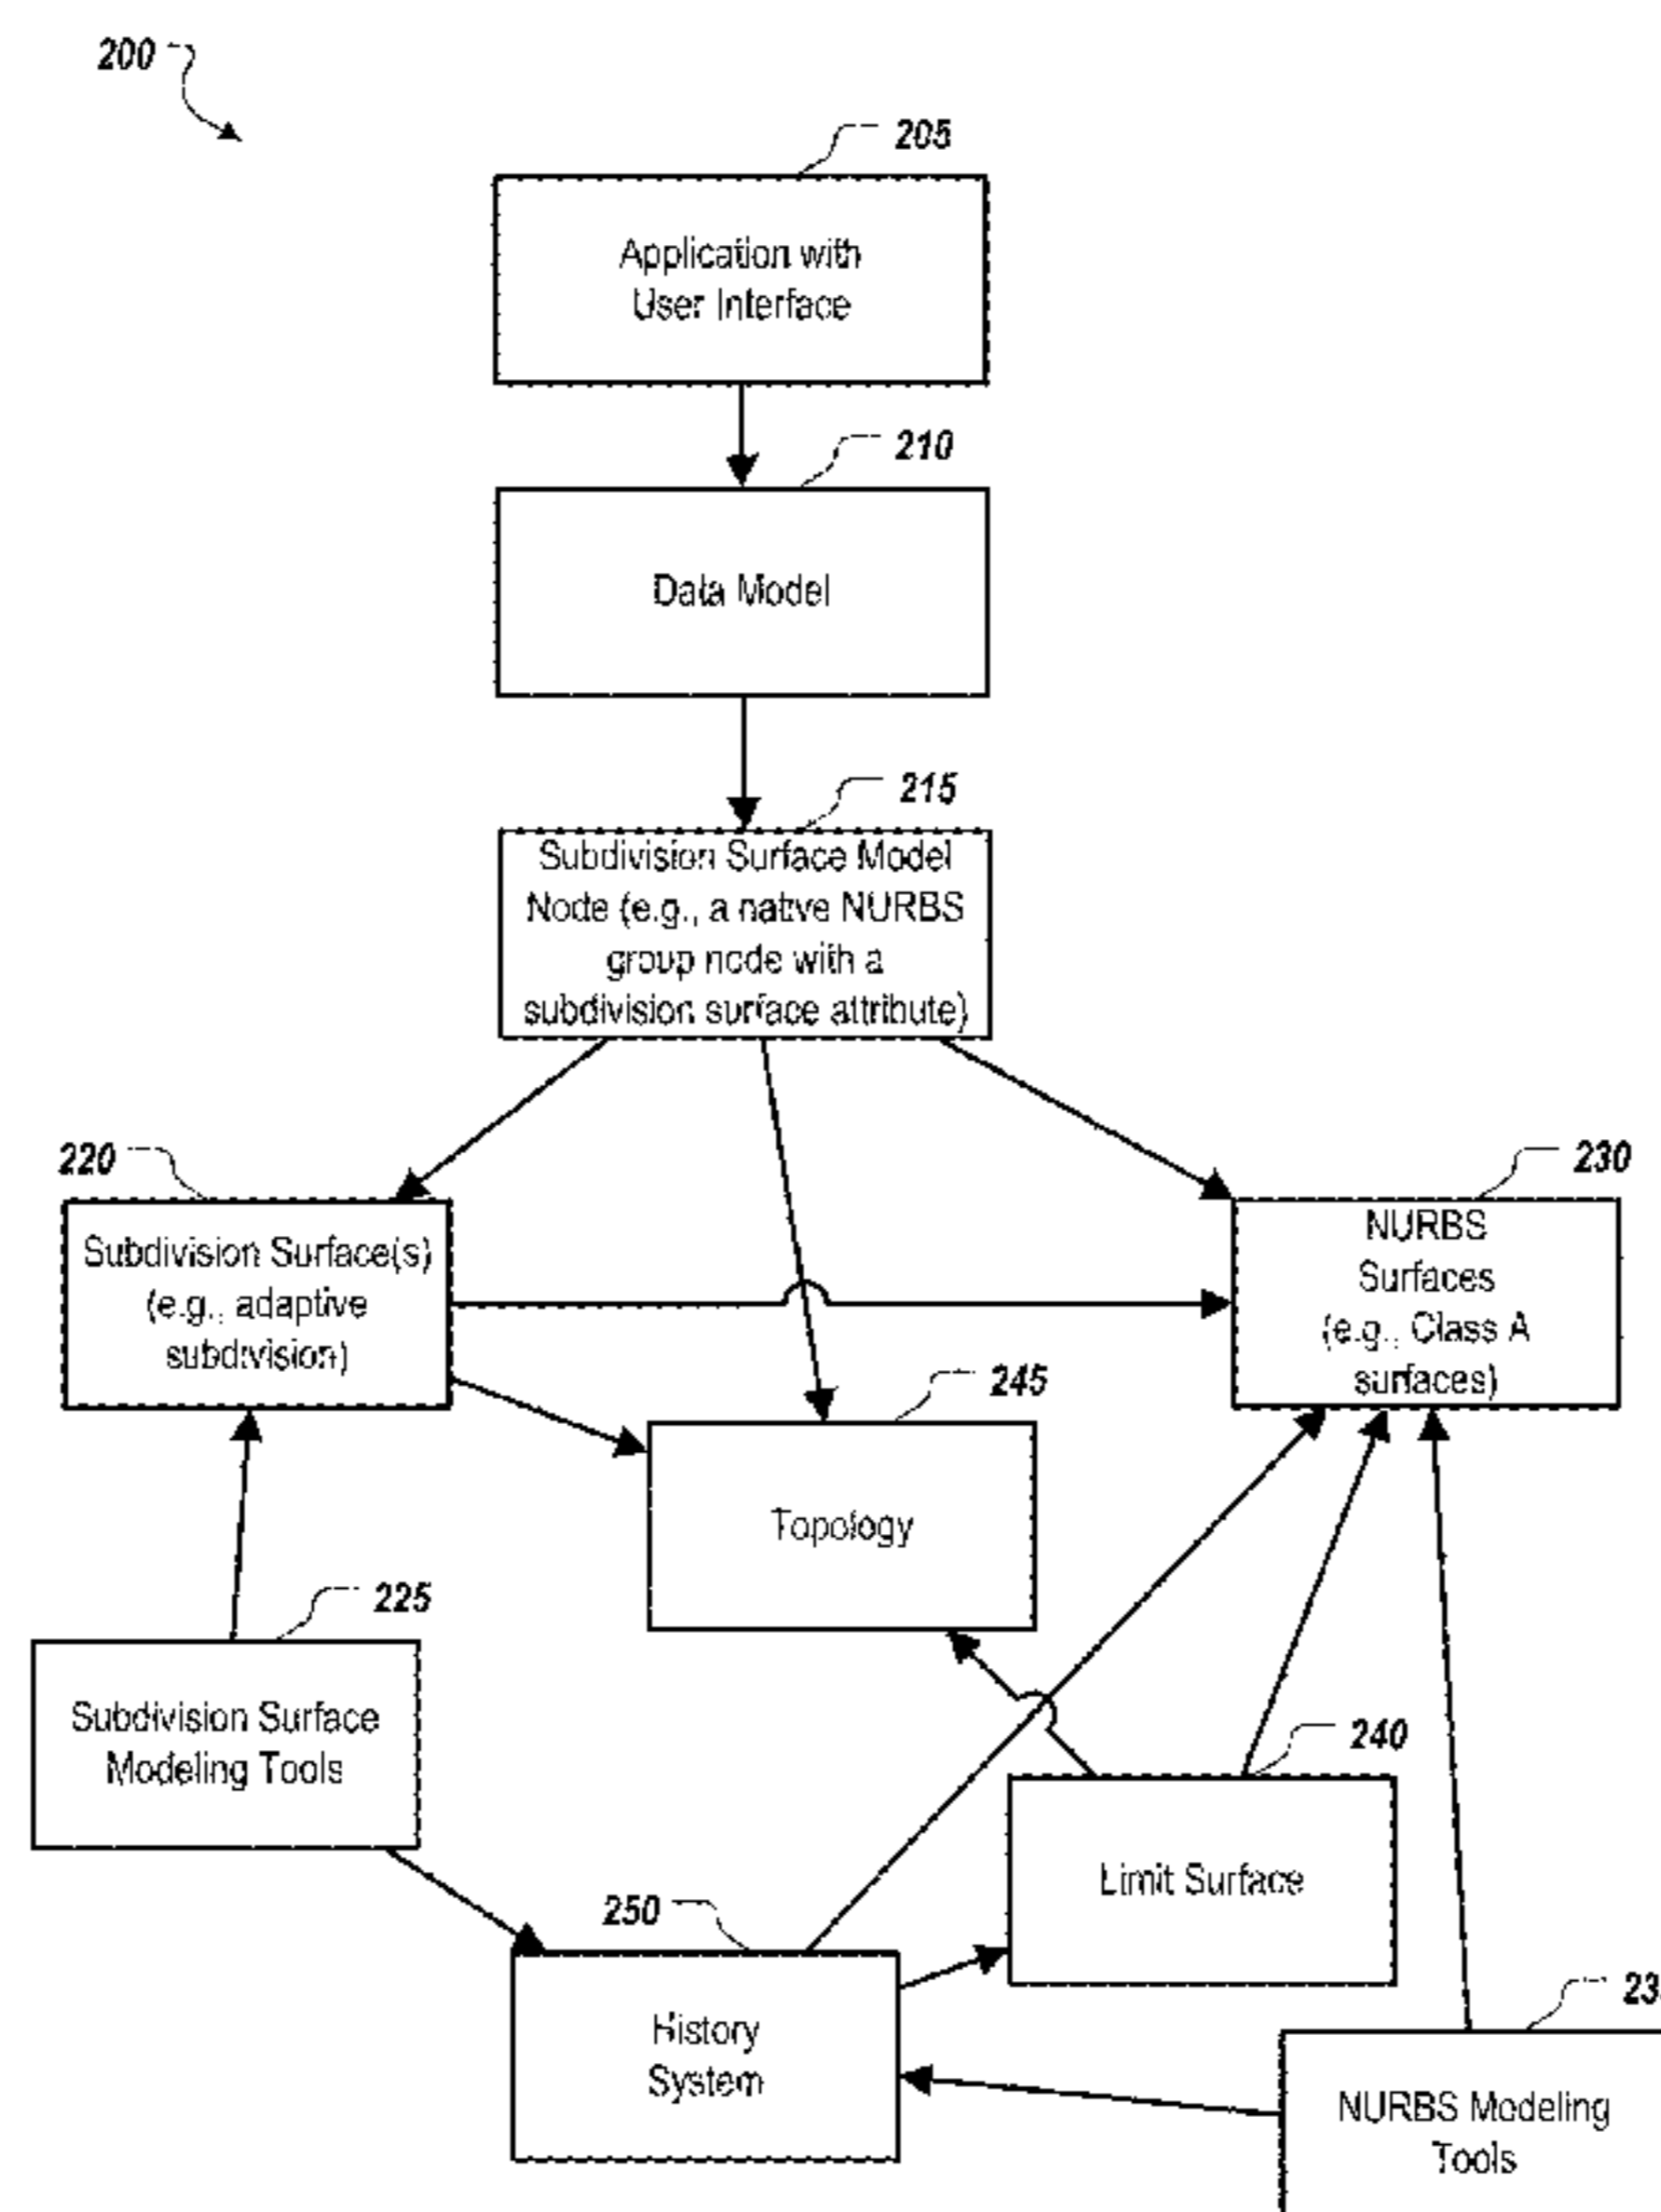 200
205
Application with
User Interface
210
Data Model
215
Subdivision Surface Model
Node (e.g., a native NURBS
group node with a
subdivision surface attribute)
220
Subdivision Surface(s)
(e.g., adaptive
subdivision)
230
NURBS
Surfaces
(e.g., Class A
surfaces)
245
Topology
225
Subdivision Surface
Modeling Tools
240
Limit Surface
250
History
System
23
NURBS Modeling
Tools